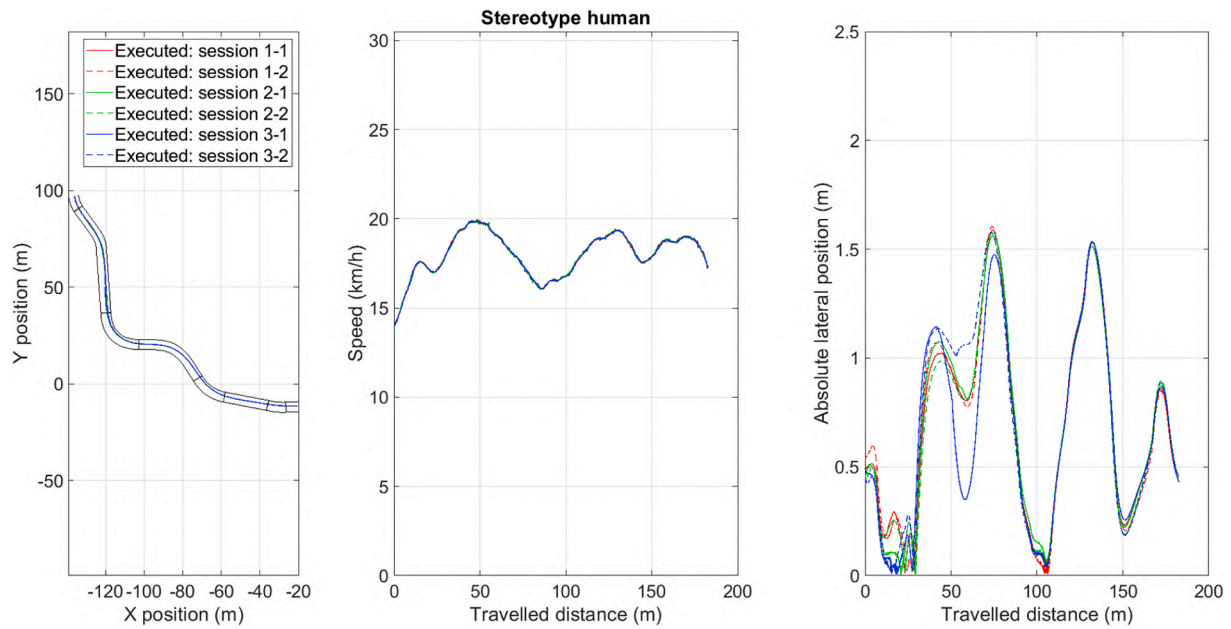 Stereotype human
Executed: session 1-1
Executed: session 1-2
Executed: session 2-1
Executed: session 2-2
Executed: session 3-1
Executed: session 3-2
150
100
50
0
-50
Y position (m)
-120 -100 -80 -60 -40 -20
X position (m)
30
25
20
15
10
5
0
Speed (km/h)
0 50 100 150 200
Travelled distance (m)
2.5
2
1.5
1
0.5
0
Absolute lateral position (m)
0 50 100 150 200
Travelled distance (m)